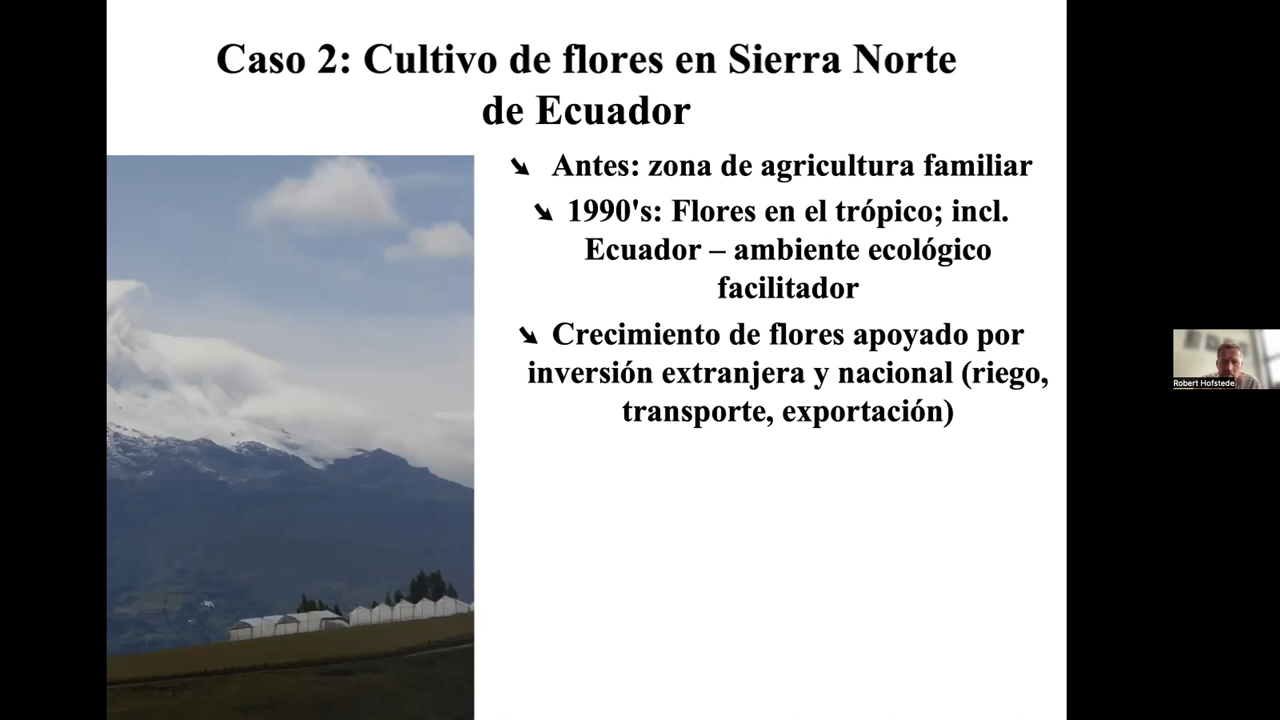 Caso 2: Cultivo de flores en Sierra Norte
de Ecuador
➘ Antes: zona de agricultura familiar
➘ 1990's: Flores en el trópico; incl.
Ecuador – ambiente ecológico
facilitador
➘ Crecimiento de flores apoyado por
inversión extranjera y nacional (riego,
transporte, exportación)
Robert Hofstede